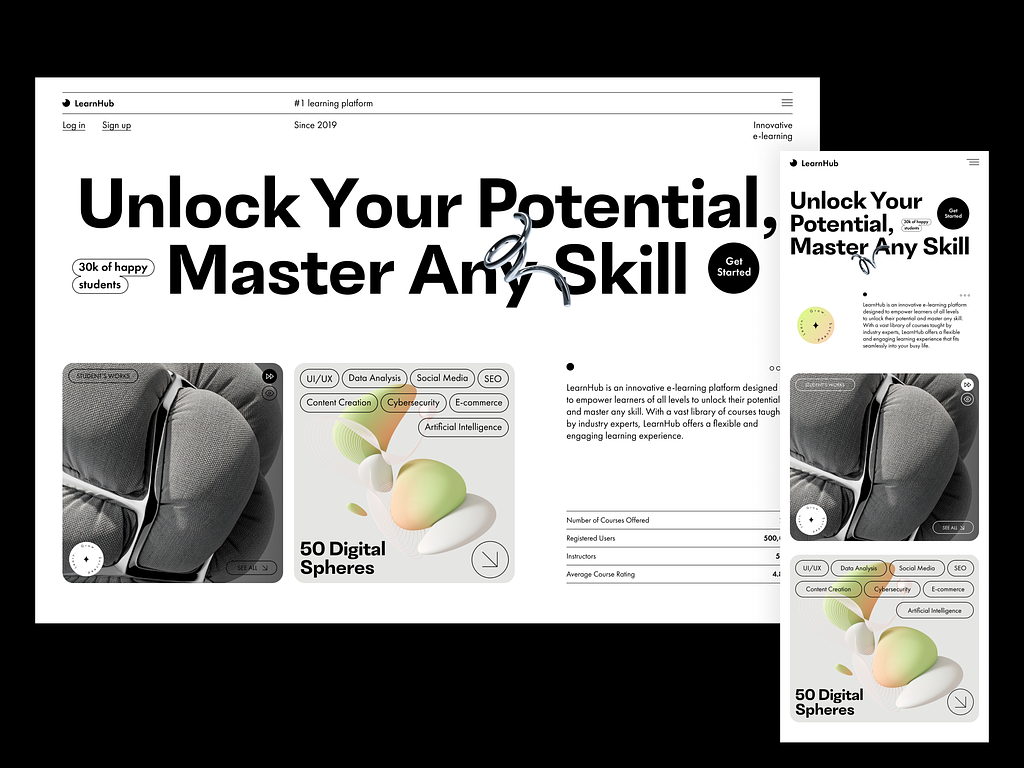 LearnHub
#1 learning platform
Log in
Sign up
Since 2019
Innovative
e-learning
Unlock Your Potential,
Master Any Skill
30k of happy
students
Get
Started
STUDENT'S WORKS
SEE ALL
UI/UX
Data Analysis
Social Media
SEO
Content Creation
Cybersecurity
E-commerce
Artificial Intelligence
50 Digital
Spheres
LearnHub is an innovative e-learning platform designed
to empower learners of all levels to unlock their potential
and master any skill. With a vast library of courses
by industry experts, LearnHub offers a flexible and
engaging learning experience.
Number of Courses Offered
Registered Users
Instructors
Average Course Rating
LearnHub
Unlock Your
Potential,
Master Any Skill
30k of happy
students
Get
Started
LearnHub is an innovative e-learning platform
designed to empower learners of all levels
to unlock their potential and master any skill.
With a vast library of courses taught by
industry experts, LearnHub offers a flexible
and engaging learning experience that fits
seamlessly into your busy life.
STUDENT'S WORKS
SEE ALL
UI/UX
Data Analysis
Social Media
SEO
Content Creation
Cybersecurity
E-commerce
Artificial Intelligence
50 Digital
Spheres